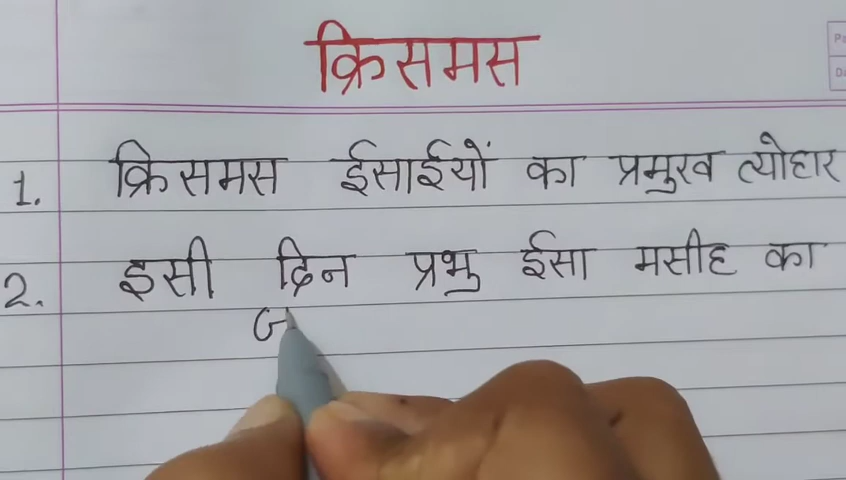 क्रिसमस
1. क्रिसमस ईसाईयों का प्रमुख त्योहार
2. इसी दिन प्रभु ईसा मसीह का